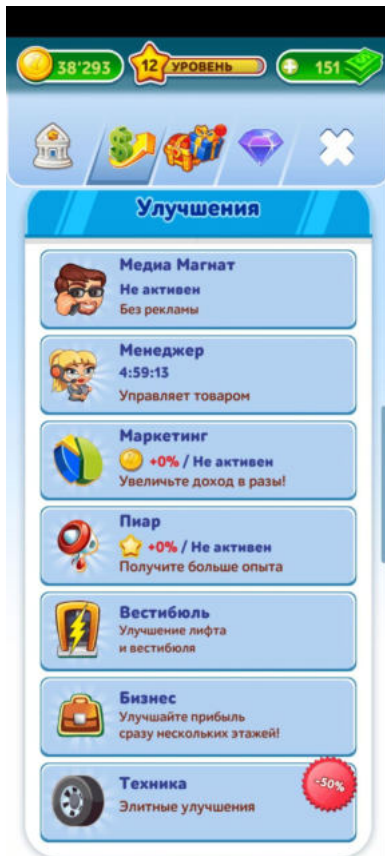 38'293
12 УРОВЕНЬ
151
Улучшения
Медиа Магнат
Не активен
Без рекламы
Менеджер
4:59:13
Управляет товаром
Маркетинг
+0% / Не активен
Увеличьте доход в разы!
Пиар
+0% / Не активен
Получите больше опыта
Вестибюль
Улучшение лифта
и вестибюля
Бизнес
Улучшайте прибыль
сразу нескольких этажей!
Техника
-50%
Элитные улучшения